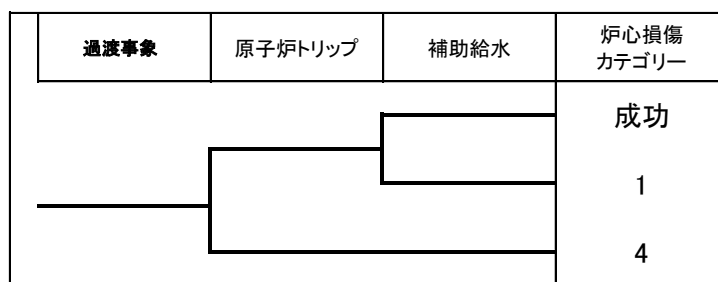 過渡事象
原子炉トリップ
補助給水
炉心損傷
カテゴリー
成功
1
4